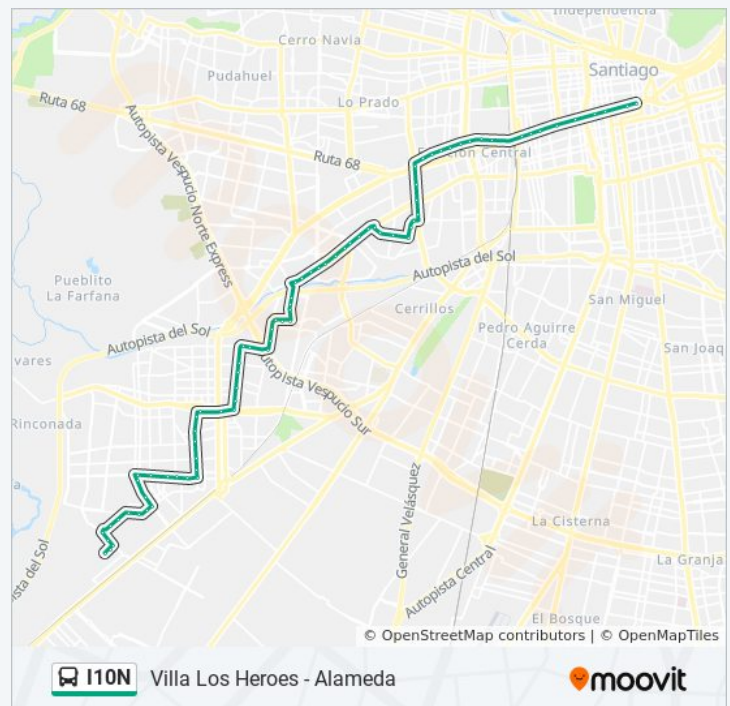 Independencia
Cerro Navia
Santiago
Pudahuel
Lo Prado
Ruta 68
Autopista Vespucio Norte Express
Ruta 68
Central
Autopista del Sol
Pueblito
La Farfana
San Miguel
Cerrillos
Pedro Aguirre
Cerda
Autopista del Sol
San Joaq
vares
Autopista Vespucio Sur
Rinconada
General Velásquez
La Cisterna
La Granja
ista del Sol
Autopista Central
El Bosque
© OpenStreetMap contributors | © OpenMapTiles
I10N Villa Los Heroes - Alameda
moovit